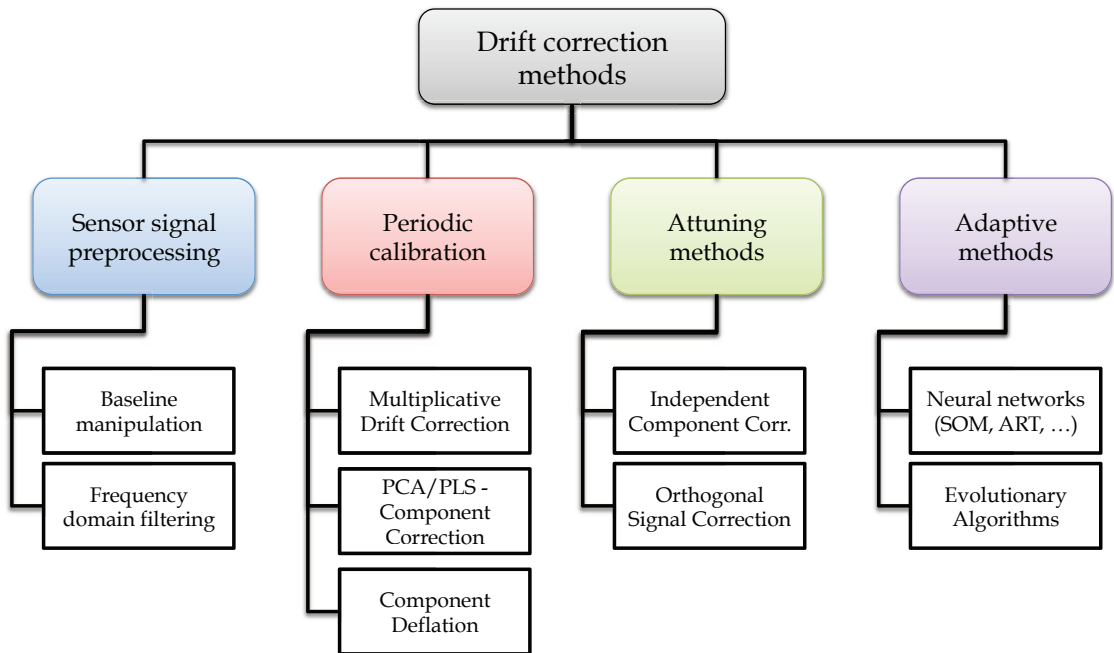 Drift correction
methods
Sensor signal
preprocessing
Periodic
calibration
Attuning
methods
Adaptive
methods
Baseline
manipulation
Frequency
domain filtering
Multiplicative
Drift Correction
PCA/PLS -
Component
Correction
Component
Deflation
Independent
Component Corr.
Orthogonal
Signal Correction
Neural networks
(SOM, ART, …)
Evolutionary
Algorithms